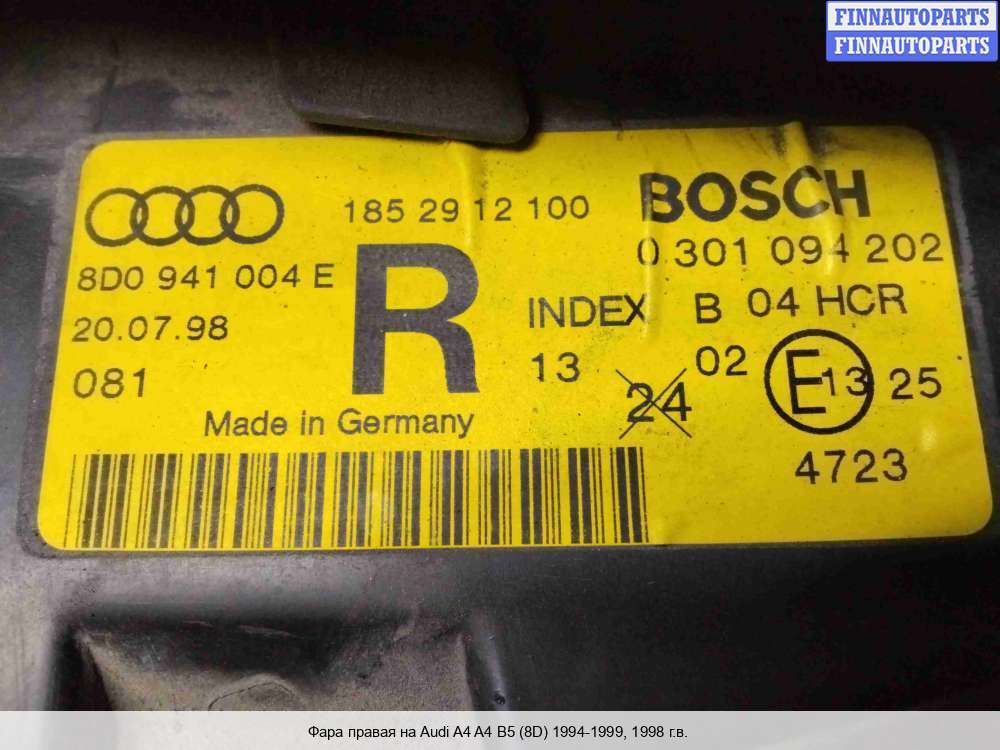 FINNAUTOPARTS
FINNAUTOPARTS
185 29 12 100
BOSCH
8D0 941 004 E
R
0 301 094 202
20.07.98
INDEX B 04 HCR
081
13
24
02
E 13 25
Made in Germany
4723
Фара правая на Audi A4 A4 B5 (8D) 1994-1999, 1998 г.в.